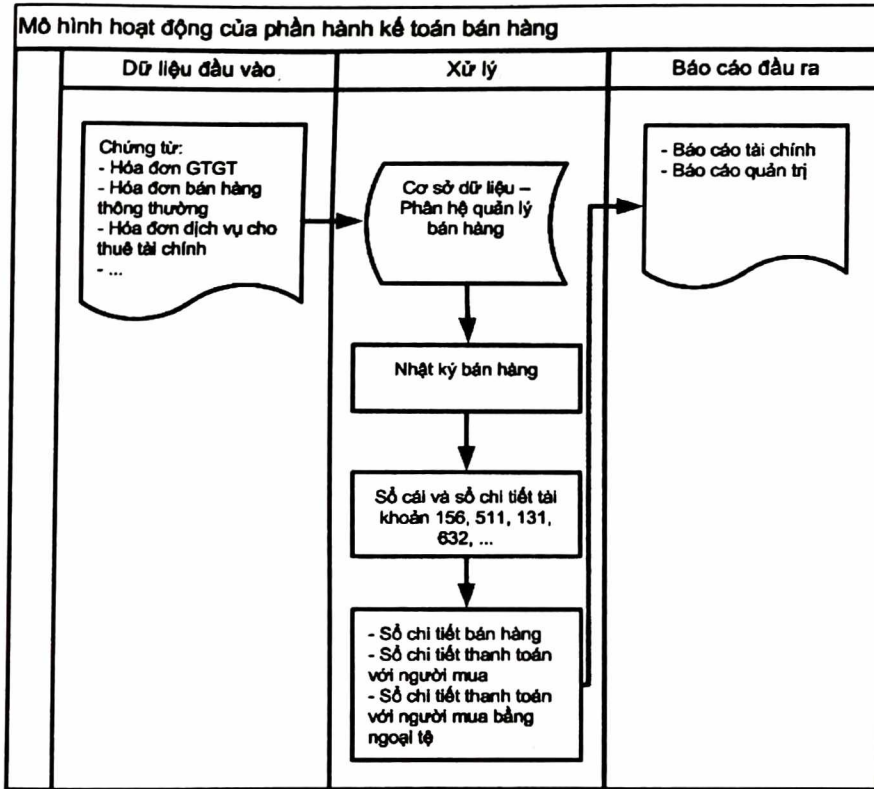 Mô hình hoạt động của phần hành kế toán bán hàng
Dữ liệu đầu vào
Xử lý
Báo cáo đầu ra
Chứng từ:
- Hóa đơn GTGT
- Hóa đơn bán hàng
thông thường
- Hóa đơn dịch vụ cho
thuê tài chính
- ...
Cơ sở dữ liệu –
Phân hệ quản lý
bán hàng
Nhật ký bán hàng
Sổ cái và sổ chi tiết tài
khoản 156, 511, 131,
632, ...
- Sổ chi tiết bán hàng
- Sổ chi tiết thanh toán
với người mua
- Sổ chi tiết thanh toán
với người mua bằng
ngoại tệ
- Báo cáo tài chính
- Báo cáo quản trị